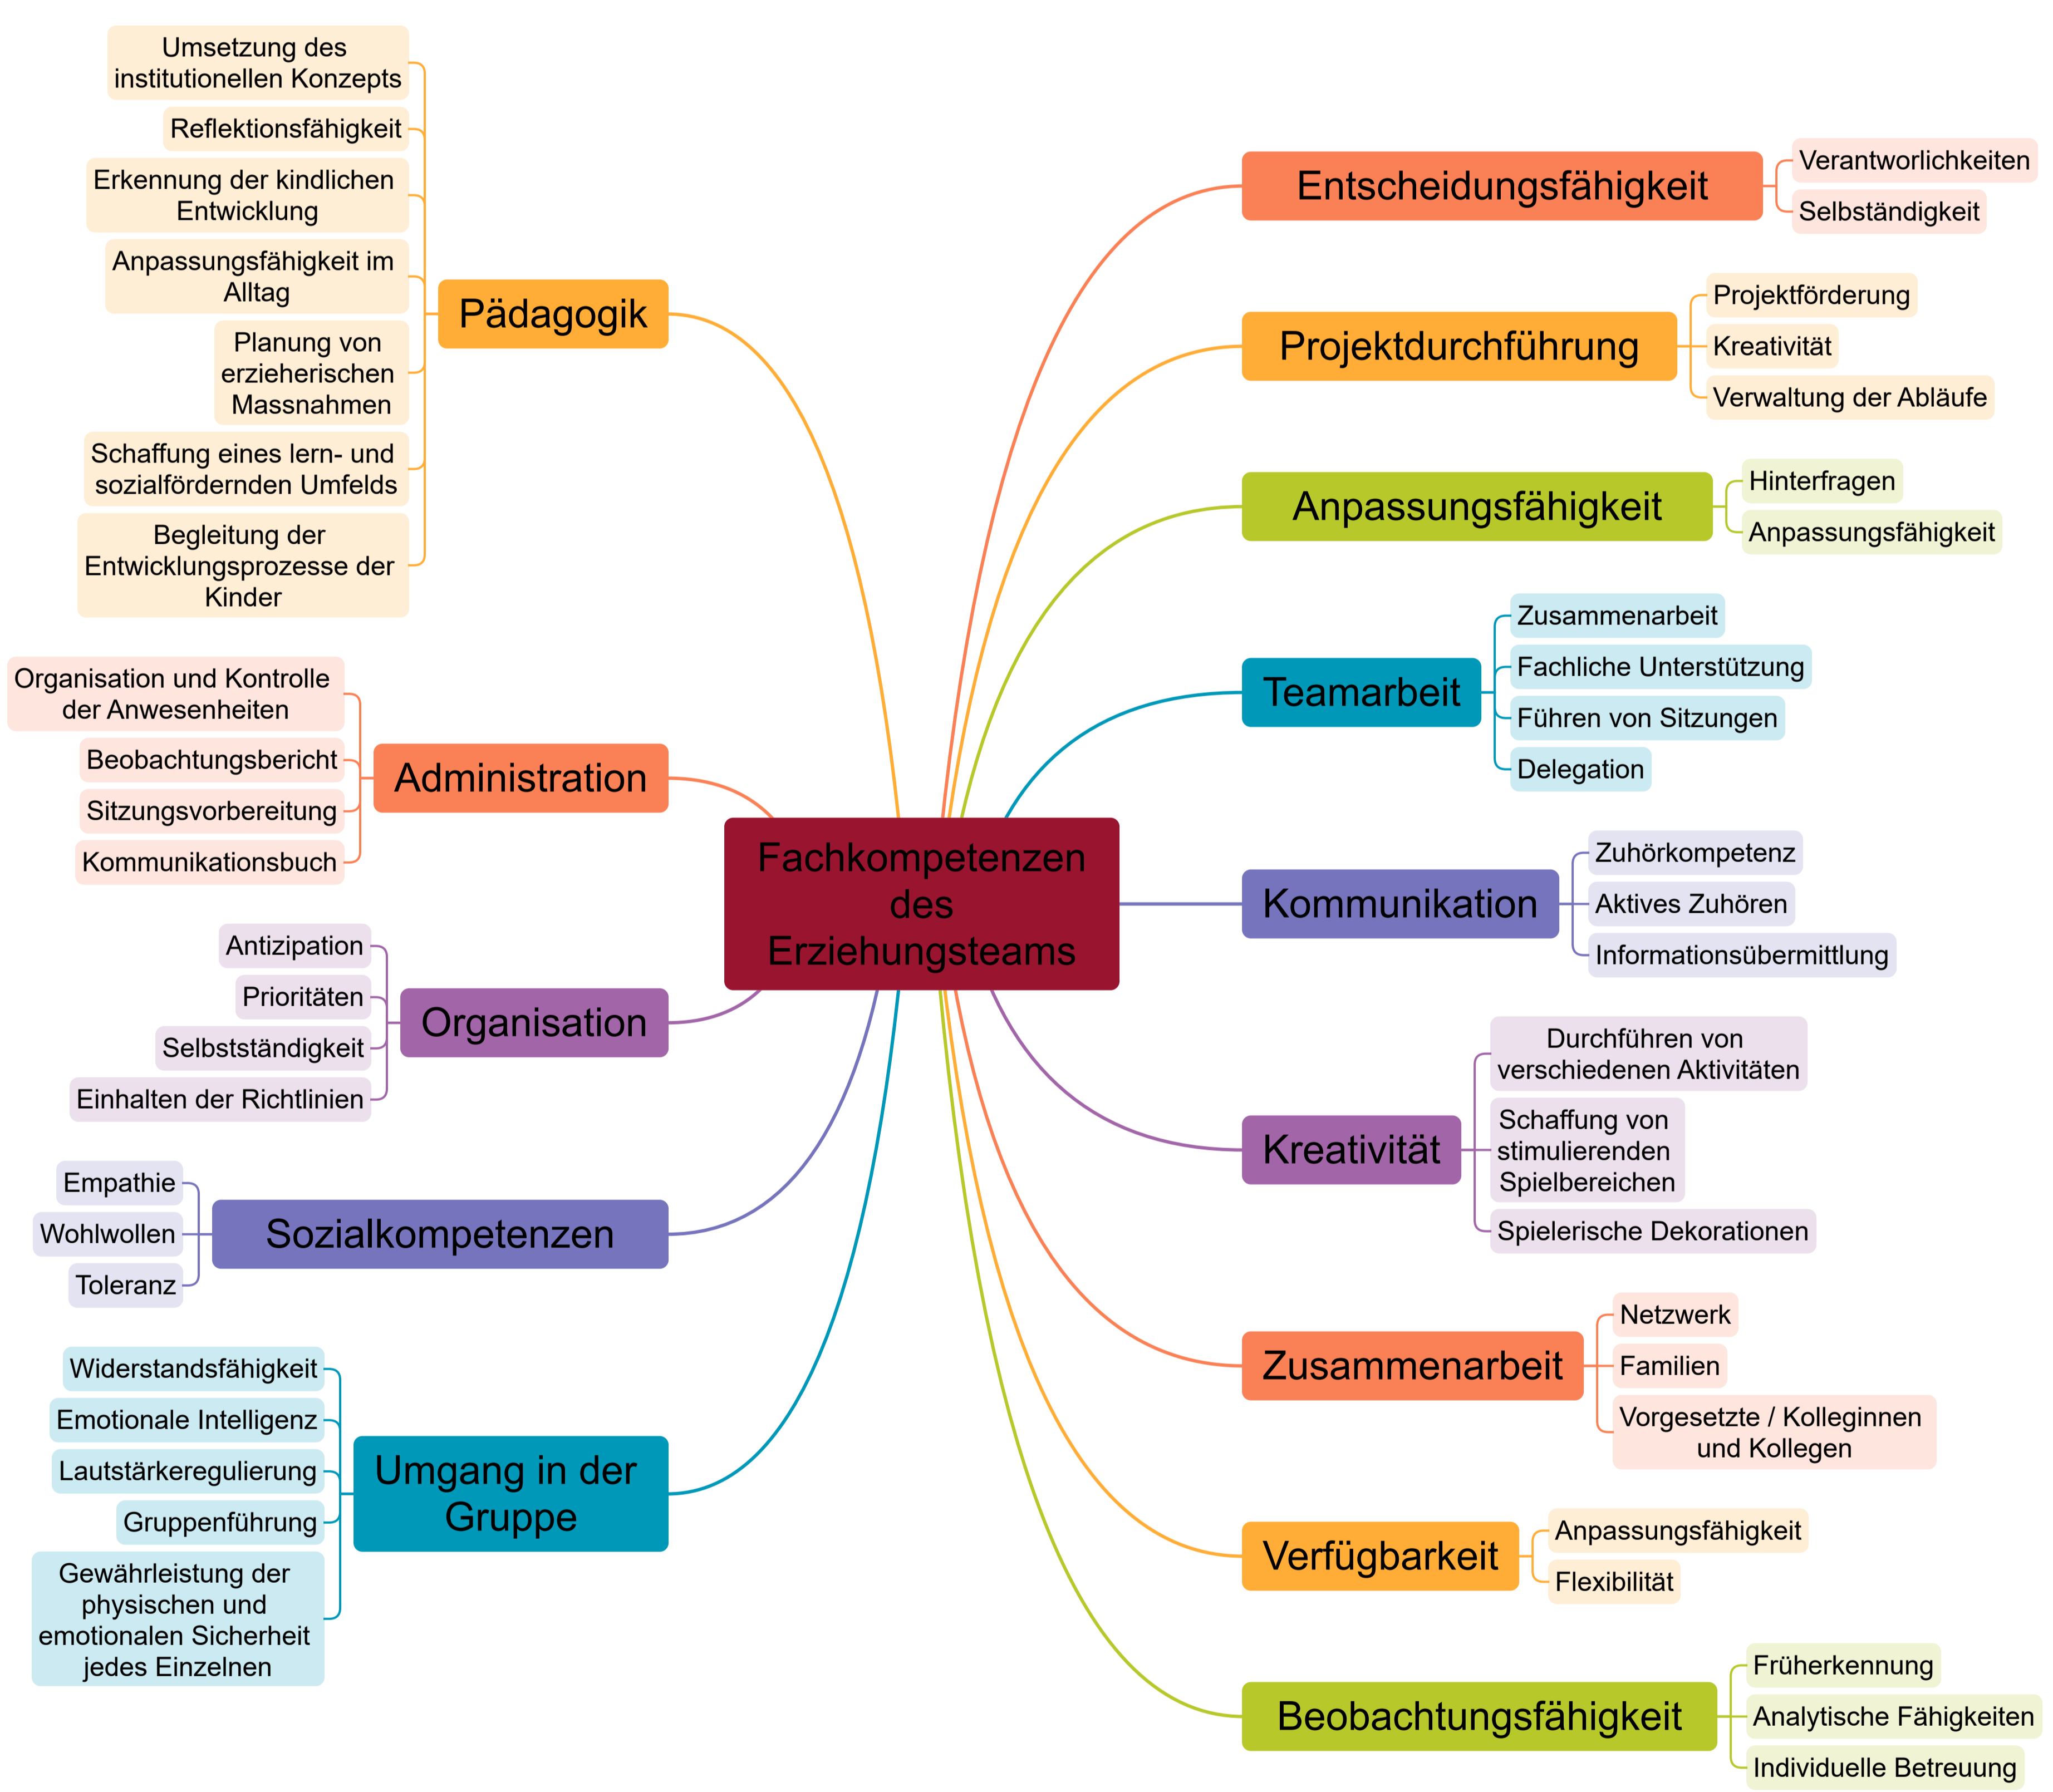 Fachkompetenzen
des
Erziehungsteams
Entscheidungsfähigkeit
Verantworlichkeiten
Selbständigkeit
Projektdurchführung
Projektförderung
Kreativität
Verwaltung der Abläufe
Anpassungsfähigkeit
Hinterfragen
Anpassungsfähigkeit
Teamarbeit
Zusammenarbeit
Fachliche Unterstützung
Führen von Sitzungen
Delegation
Kommunikation
Zuhörkompetenz
Aktives Zuhören
Informationsübermittlung
Kreativität
Durchführen von
verschiedenen Aktivitäten
Schaffung von
stimulierenden
Spielbereichen
Spielerische Dekorationen
Zusammenarbeit
Netzwerk
Familien
Vorgesetzte / Kolleginnen
und Kollegen
Verfügbarkeit
Anpassungsfähigkeit
Flexibilität
Beobachtungsfähigkeit
Früherkennung
Analytische Fähigkeiten
Individuelle Betreuung
Pädagogik
Umsetzung des
institutionellen Konzepts
Reflektionsfähigkeit
Erkennung der kindlichen
Entwicklung
Anpassungsfähigkeit im
Alltag
Planung von
erzieherischen
Massnahmen
Schaffung eines lern- und
sozialfördernden Umfelds
Begleitung der
Entwicklungsprozesse der
Kinder
Administration
Organisation und Kontrolle
der Anwesenheiten
Beobachtungsbericht
Sitzungsvorbereitung
Kommunikationsbuch
Organisation
Antizipation
Prioritäten
Selbstständigkeit
Einhalten der Richtlinien
Sozialkompetenzen
Empathie
Wohlwollen
Toleranz
Umgang in der
Gruppe
Widerstandsfähigkeit
Emotionale Intelligenz
Lautstärkeregulierung
Gruppenführung
Gewährleistung der
physischen und
emotionalen Sicherheit
jedes Einzelnen